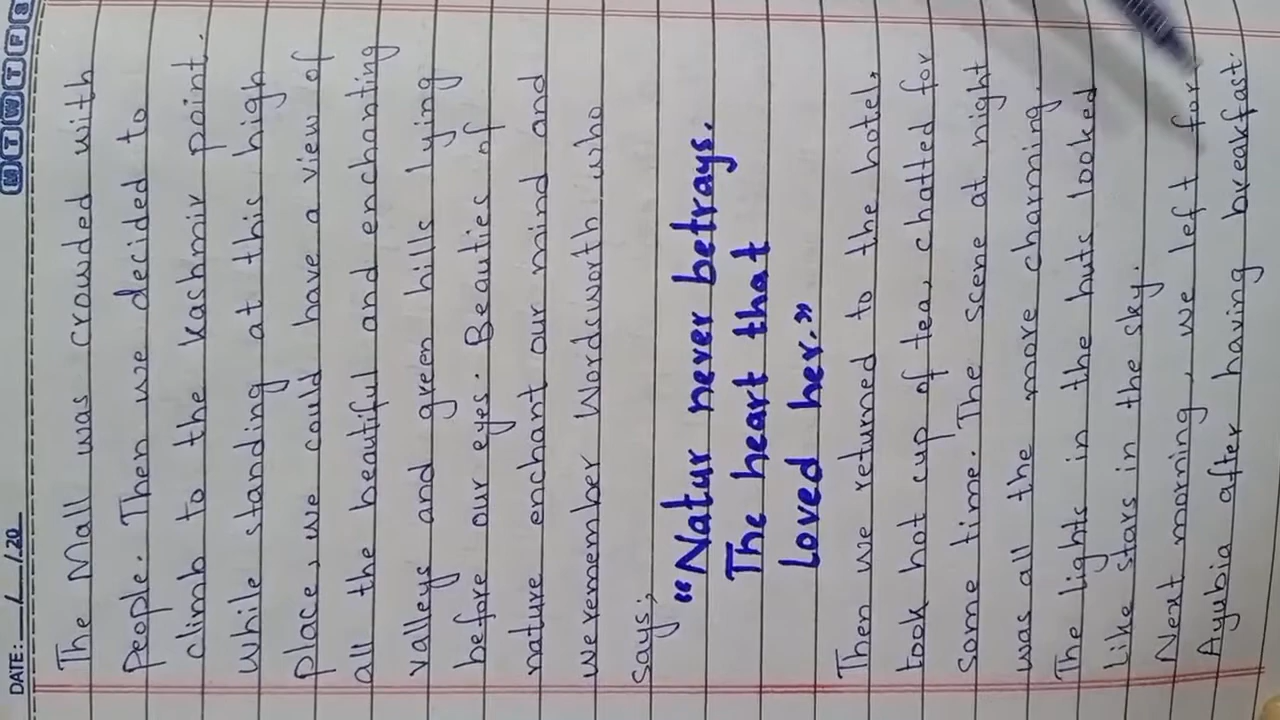 DATE: __/__/20
M T W T F S
The Mall was crowded with
People. Then we decided to
climb to the Kashmir point.
While standing at this high
place, we could have a view of
all the beautiful and enchanting
valleys and green hills lying
before our eyes. Beauties of
nature enchant our mind and
we remember Wordsworth who
says;
"Natur never betrays.
The heart that
Loved her."
Then we returned to the hotel,
took hot cup of tea, chatted for
Some time. The scene at night
was all the more charming.
The lights in the huts looked
Like stars in the sky.
Next morning, we left for
Ayubia after having breakfast.